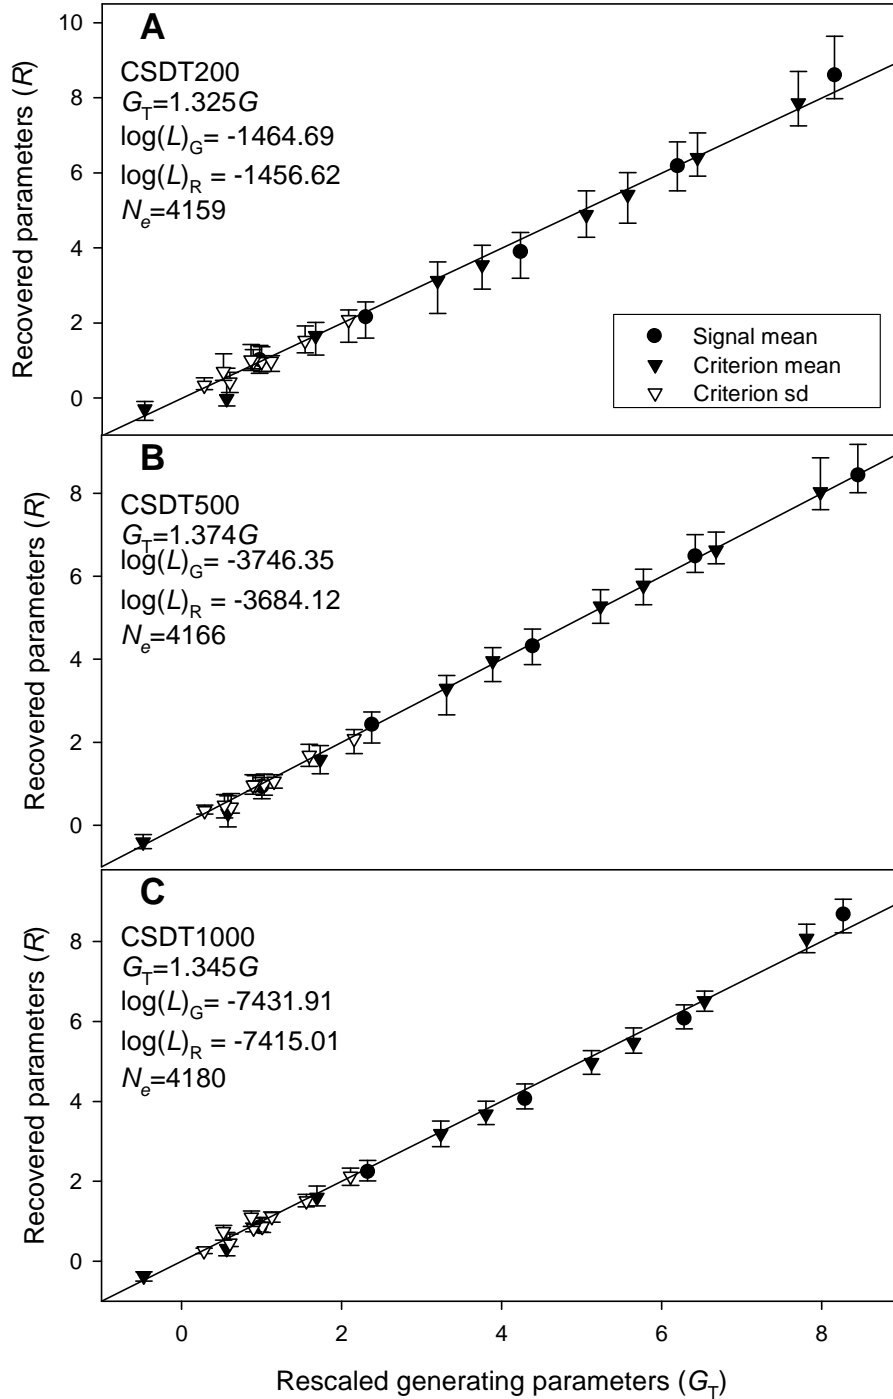 A
CSDT200
G_T=1.325G
log(L)_G= -1464.69
log(L)_R = -1456.62
N_e=4159
Signal mean
Criterion mean
Criterion sd
10
8
6
4
2
0
Recovered parameters (R)
B
CSDT500
G_T=1.374G
log(L)_G= -3746.35
log(L)_R = -3684.12
N_e=4166
8
6
4
2
0
Recovered parameters (R)
C
CSDT1000
G_T=1.345G
log(L)_G= -7431.91
log(L)_R = -7415.01
N_e=4180
8
6
4
2
0
Recovered parameters (R)
0 2 4 6 8
Rescaled generating parameters (G_T)